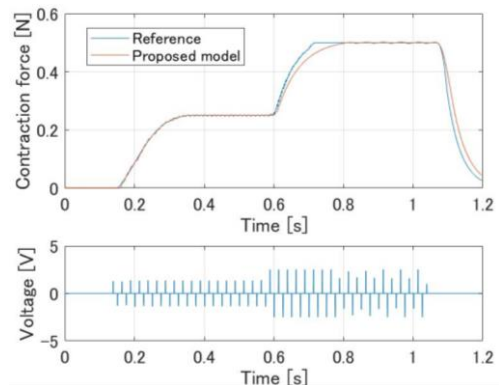 Contraction force [N]
0.6
0.4
0.2
0
Reference
Proposed model
0 0.2 0.4 0.6 0.8 1.0 1.2
Time [s]
Voltage [V]
5
0
−5
0 0.2 0.4 0.6 0.8 1.0 1.2
Time [s]